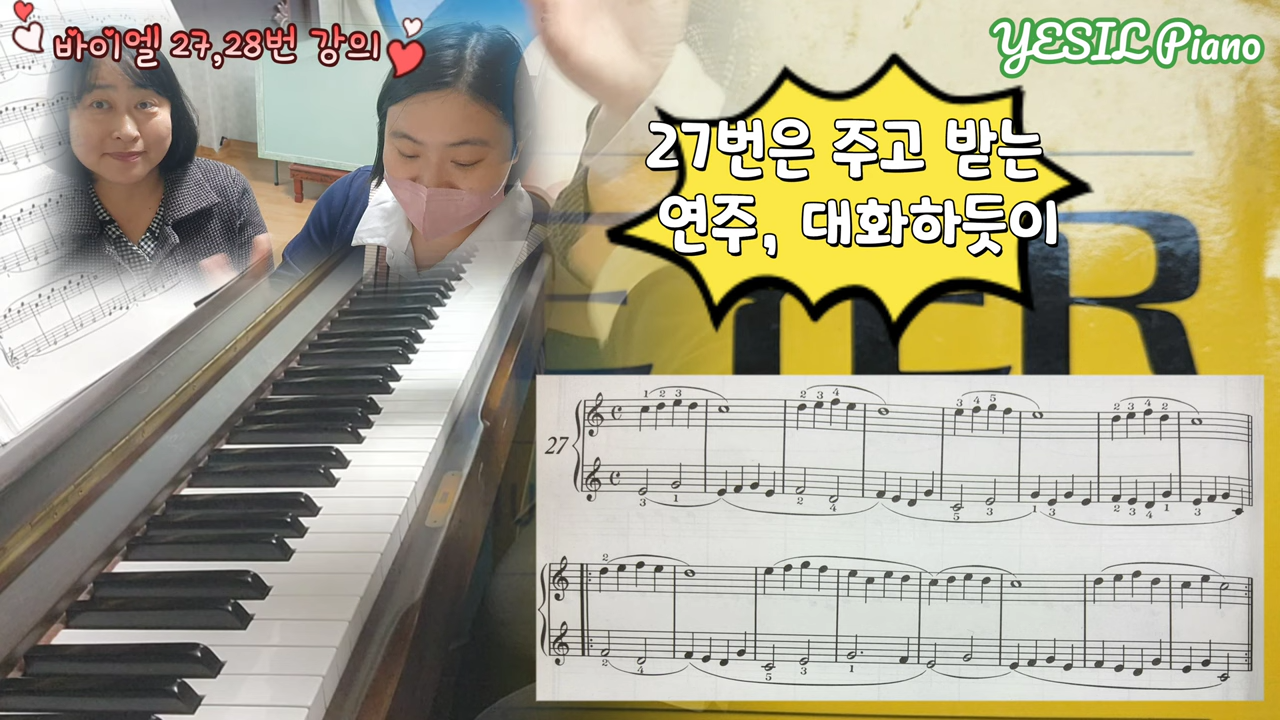 바이엘 27,28번 강의
YESIL Piano
27번은 주고 받는
연주, 대화하듯이
27